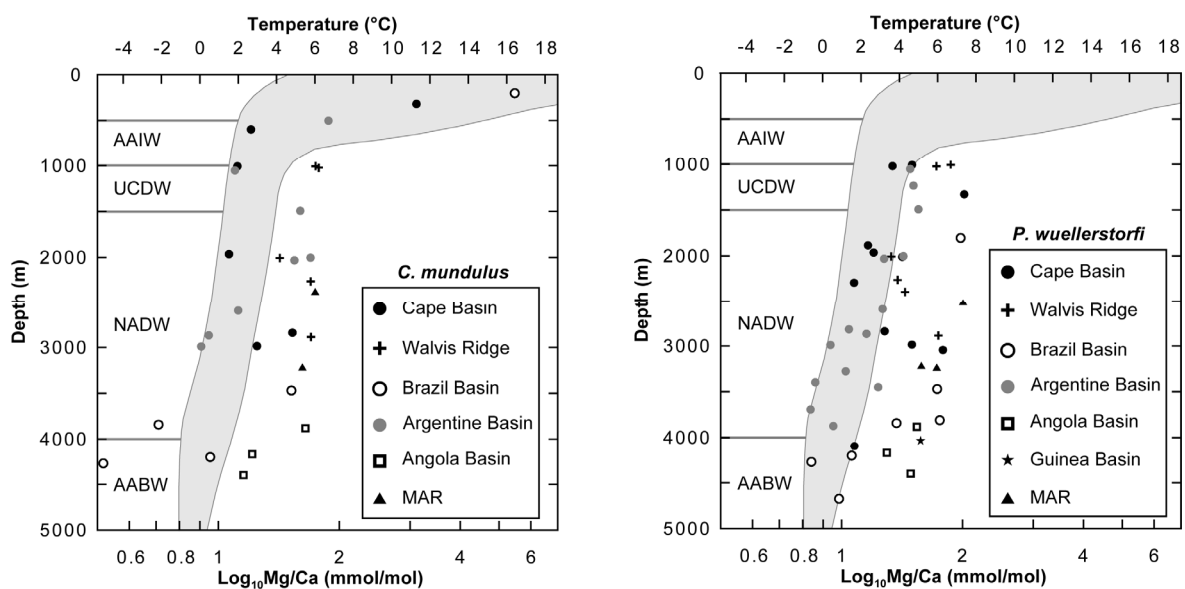 Temperature (°C)
-4 -2 0 2 4 6 8 10 12 14 16 18
0
1000
2000
3000
4000
5000
Depth (m)
AAIW
UCDW
NADW
AABW
C. mundulus
Cape Basin
Walvis Ridge
Brazil Basin
Argentine Basin
Angola Basin
MAR
0.6 0.8 1 2 4 6
Log10Mg/Ca (mmol/mol)
Temperature (°C)
-4 -2 0 2 4 6 8 10 12 14 16 18
0
1000
2000
3000
4000
5000
Depth (m)
AAIW
UCDW
NADW
AABW
P. wuellerstorfi
Cape Basin
Walvis Ridge
Brazil Basin
Argentine Basin
Angola Basin
Guinea Basin
MAR
0.6 0.8 1 2 4 6
Log10Mg/Ca (mmol/mol)